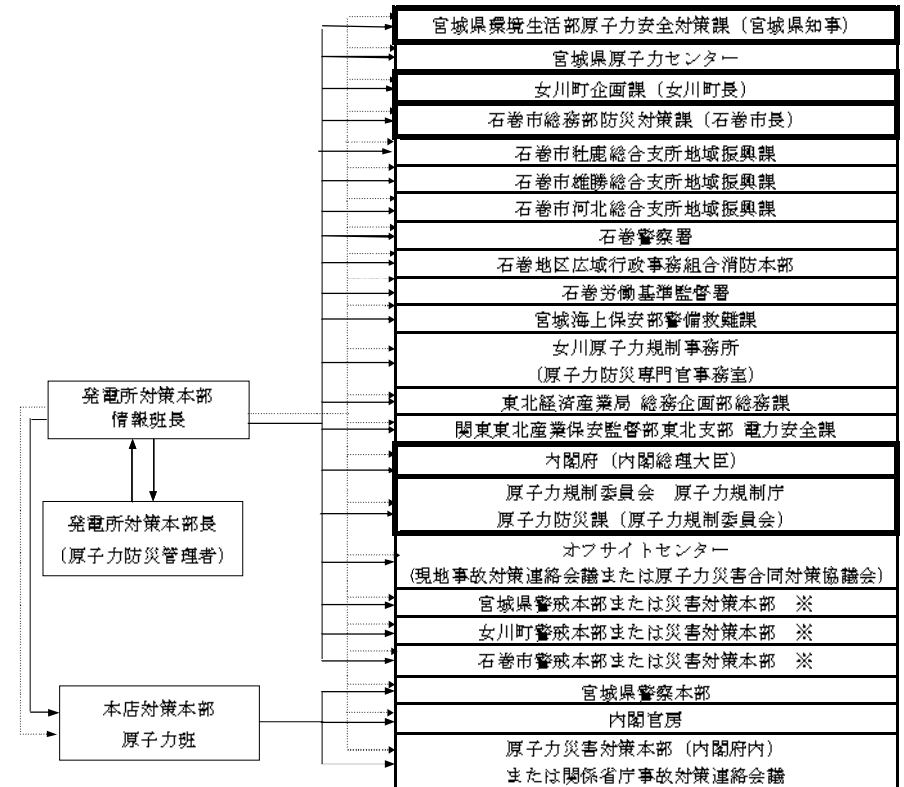 宮城県環境生活部原子力安全対策課（宮城県知事）
宮城県原子力センター
女川町企画課（女川町長）
石巻市総務部防災対策課（石巻市長）
石巻市牡鹿総合支所地域振興課
石巻市雄勝総合支所地域振興課
石巻市河北総合支所地域振興課
石巻警察署
石巻地区広域行政事務組合消防本部
石巻労働基準監督署
宮城海上保安部警備救難課
女川原子力規制事務所
（原子力防災専門官事務室）
東北経済産業局 総務企画部総務課
関東東北産業保安監督部東北支部 電力安全課
内閣府（内閣総理大臣）
原子力規制委員会　原子力規制庁
原子力防災課（原子力規制委員会）
オフサイトセンター
(現地事故対策連絡会議または原子力災害合同対策協議会)
宮城県警戒本部または災害対策本部　※
女川町警戒本部または災害対策本部　※
石巻市警戒本部または災害対策本部　※
宮城県警察本部
内閣官房
原子力災害対策本部（内閣府内）
または関係省庁事故対策連絡会議
発電所対策本部
情報班長
発電所対策本部長
（原子力防災管理者）
本店対策本部
原子力班